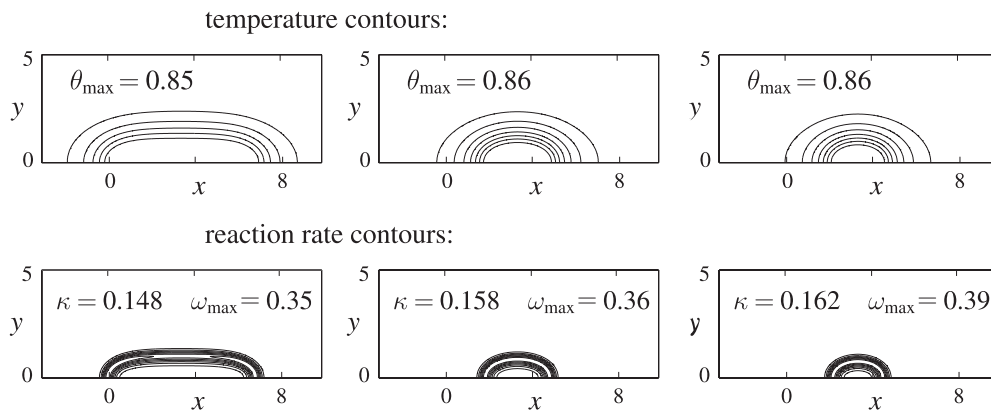 temperature contours:
5 θmax = 0.85 y 0 0 x 8
5 θmax = 0.86 y 0 0 x 8
5 θmax = 0.86 y 0 0 x 8
reaction rate contours:
5 κ = 0.148 ωmax = 0.35 y 0 0 x 8
5 κ = 0.158 ωmax = 0.36 y 0 0 x 8
5 κ = 0.162 ωmax = 0.39 y 0 0 x 8